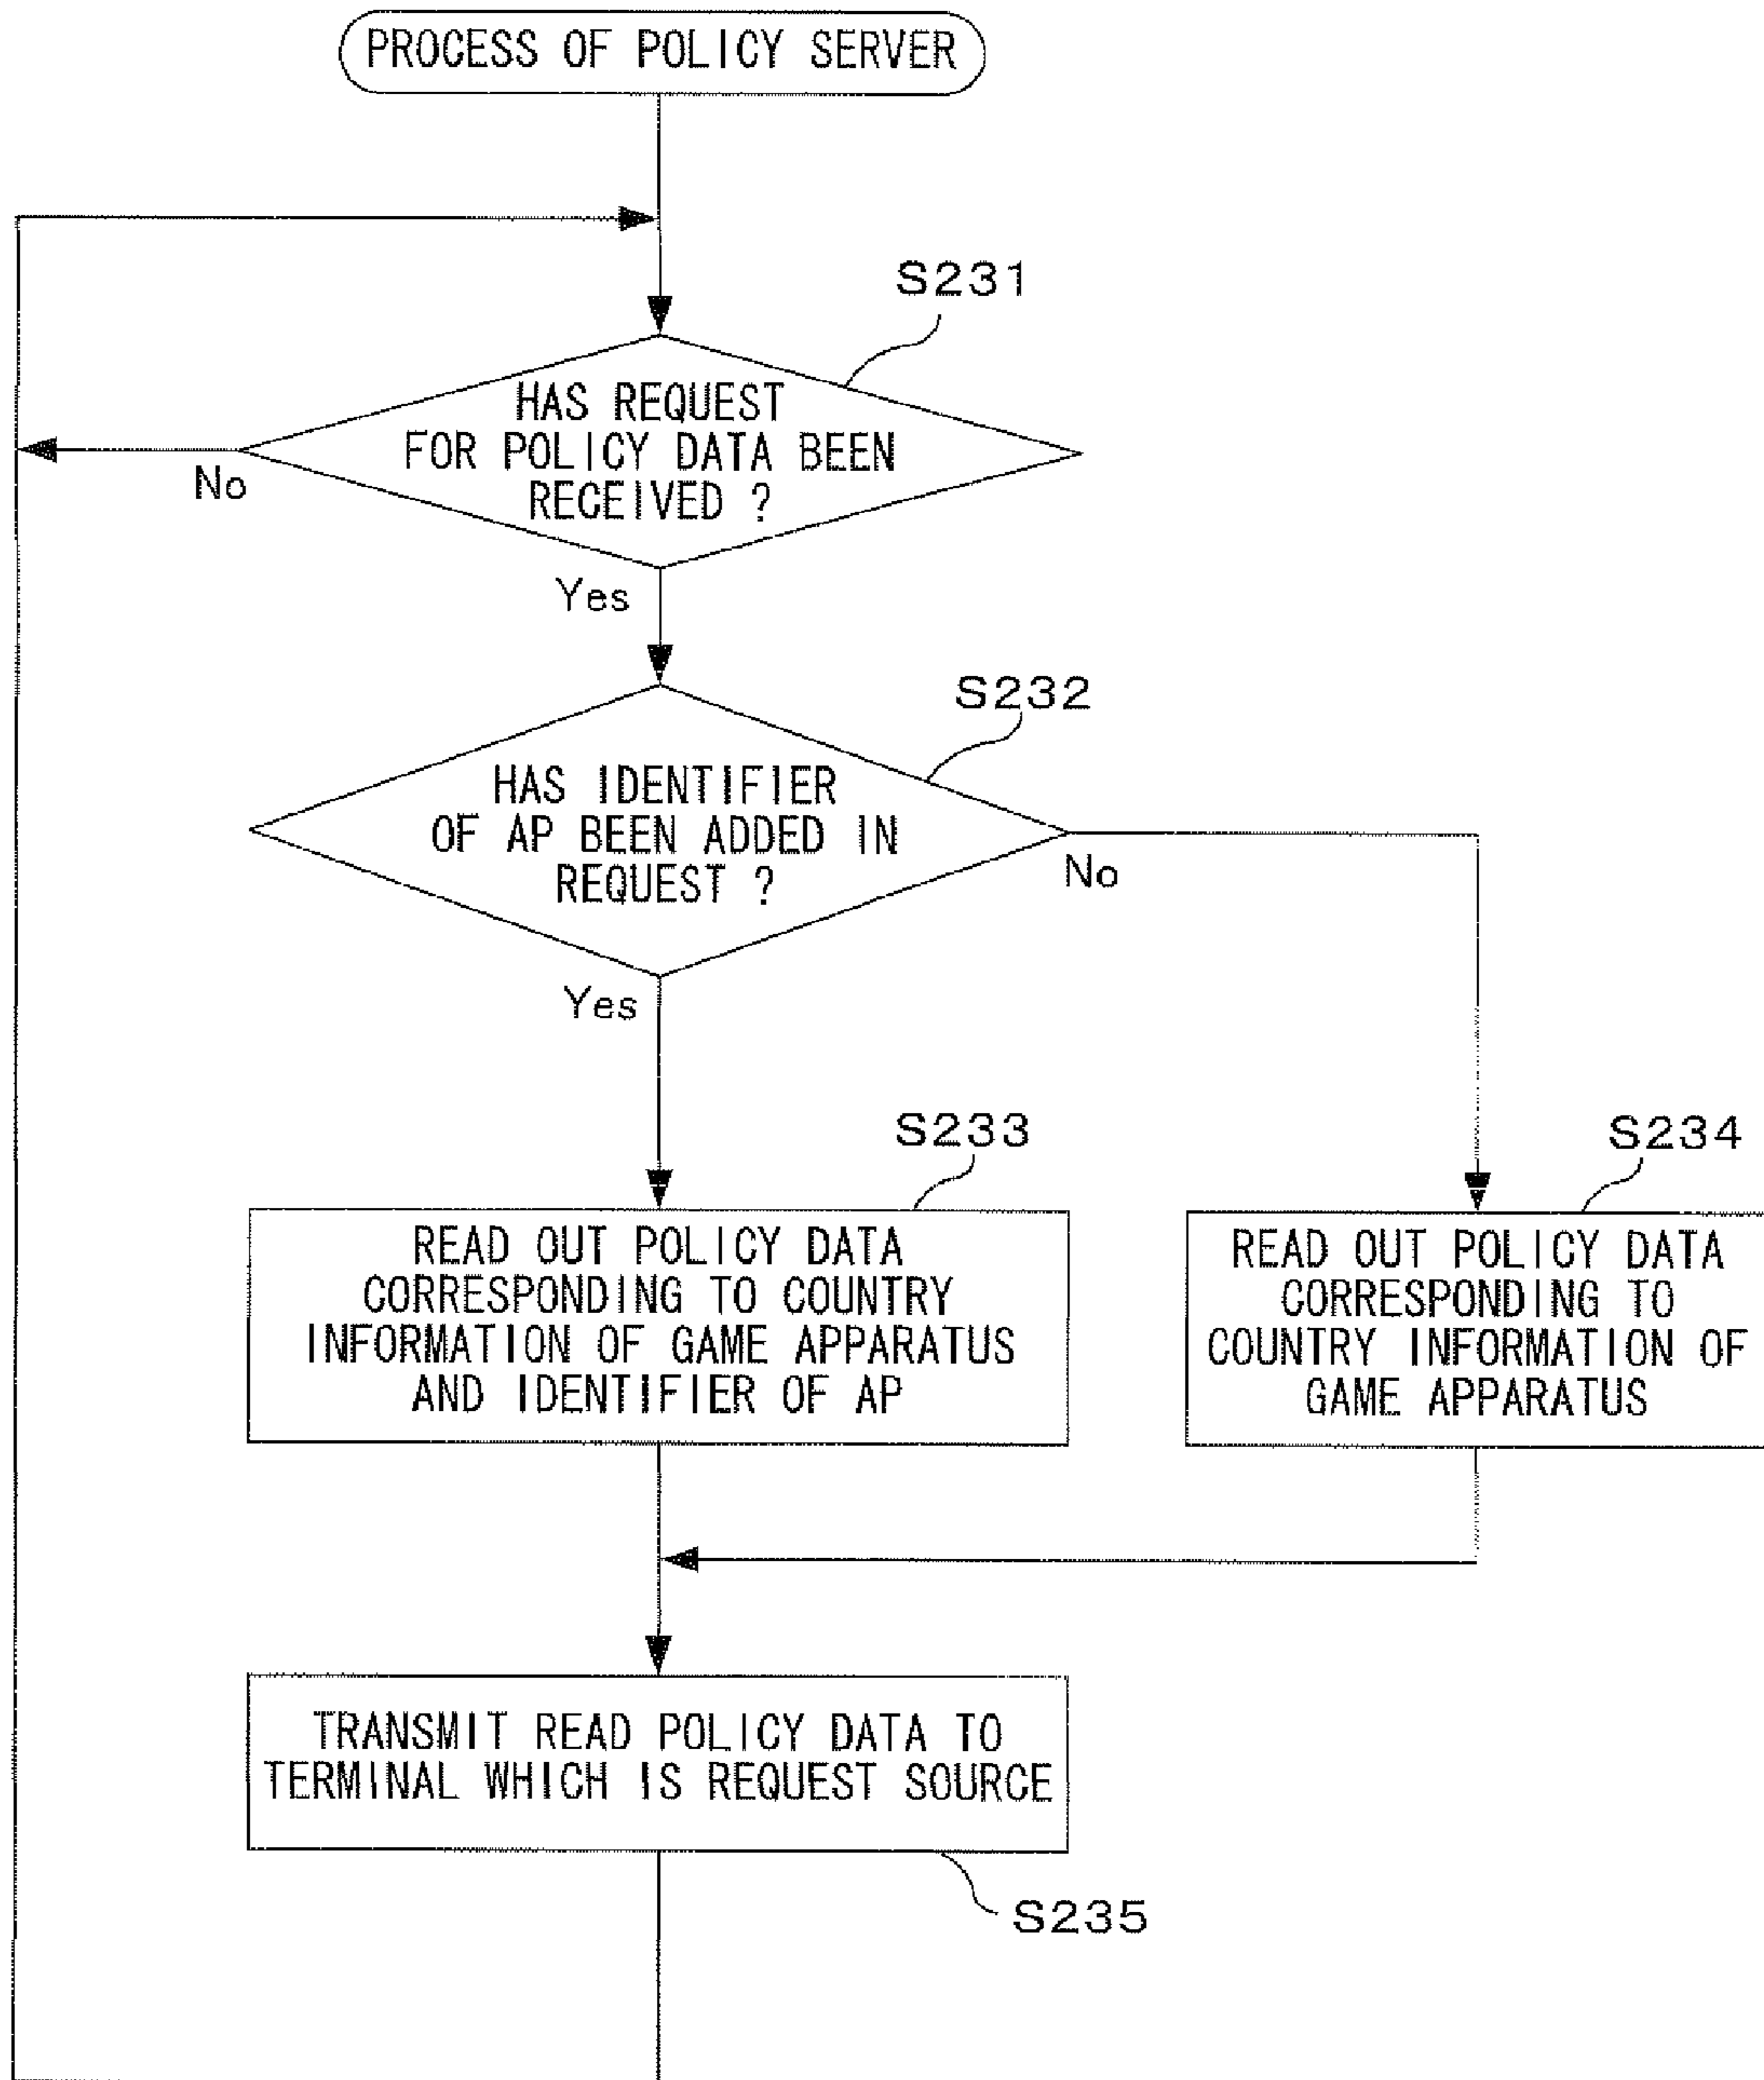 PROCESS OF POLICY SERVER
S231
HAS REQUEST
FOR POLICY DATA BEEN
RECEIVED ?
No
Yes
S232
HAS IDENTIFIER
OF AP BEEN ADDED IN
REQUEST ?
No
Yes
S233
S234
READ OUT POLICY DATA
CORRESPONDING TO COUNTRY
INFORMATION OF GAME APPARATUS
AND IDENTIFIER OF AP
READ OUT POLICY DATA
CORRESPONDING TO
COUNTRY INFORMATION OF
GAME APPARATUS
TRANSMIT READ POLICY DATA TO
TERMINAL WHICH IS REQUEST SOURCE
S235